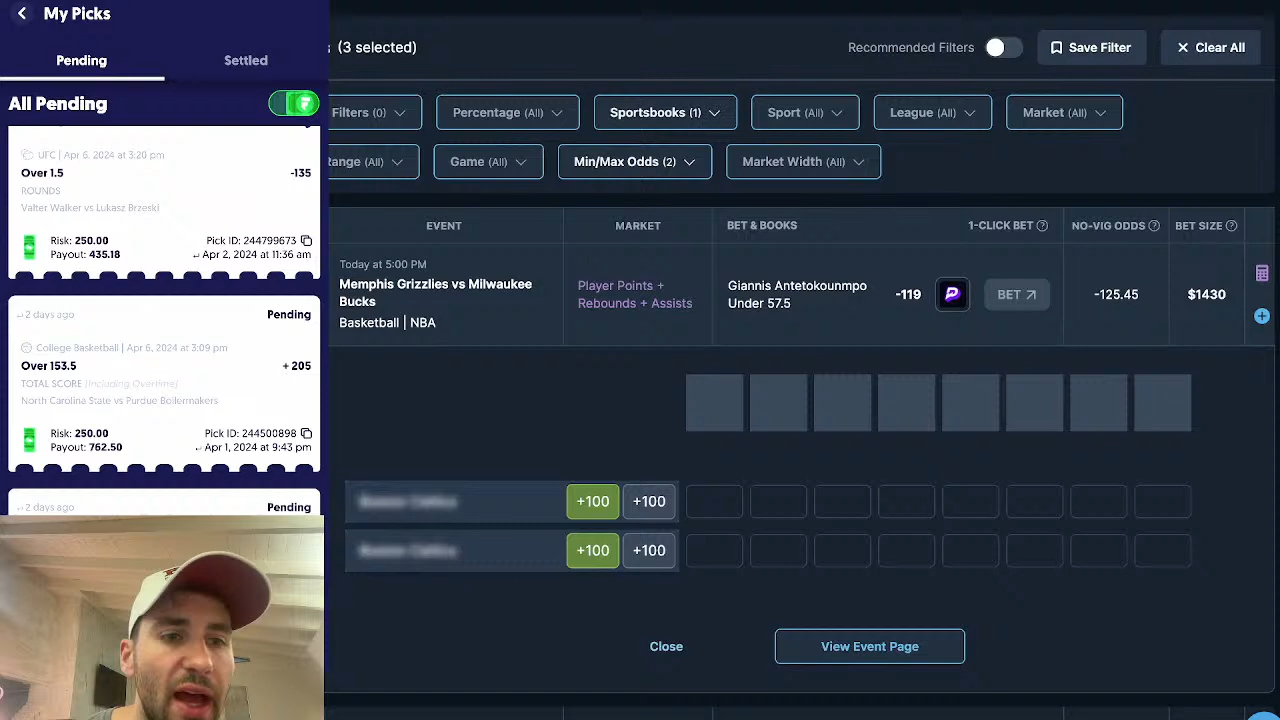 My Picks
Pending
Settled
All Pending
UFC | Apr 6, 2024 at 3:20 pm
Over 1.5
-135
ROUNDS
Valter Walker vs Lukasz Brzeski
Risk: 250.00
Pick ID: 244799673
Payout: 435.18
Apr 2, 2024 at 11:36 am
2 days ago
Pending
College Basketball | Apr 6, 2024 at 3:09 pm
Over 153.5
+205
TOTAL SCORE (Including Overtime)
North Carolina State vs Purdue Boilermakers
Risk: 250.00
Pick ID: 244500898
Payout: 762.50
Apr 1, 2024 at 9:43 pm
2 days ago
Pending
(3 selected)
Recommended Filters
Save Filter
Clear All
Filters (0)
Percentage (All)
Sportsbooks (1)
Sport (All)
League (All)
Market (All)
Game (All)
Min/Max Odds (2)
Market Width (All)
EVENT
MARKET
BET & BOOKS
1-CLICK BET
NO-VIG ODDS
BET SIZE
Today at 5:00 PM
Memphis Grizzlies vs Milwaukee
Bucks
Basketball | NBA
Player Points +
Rebounds + Assists
Giannis Antetokounmpo
Under 57.5
-119
BET
-125.45
$1430
+100
+100
+100
+100
Close
View Event Page